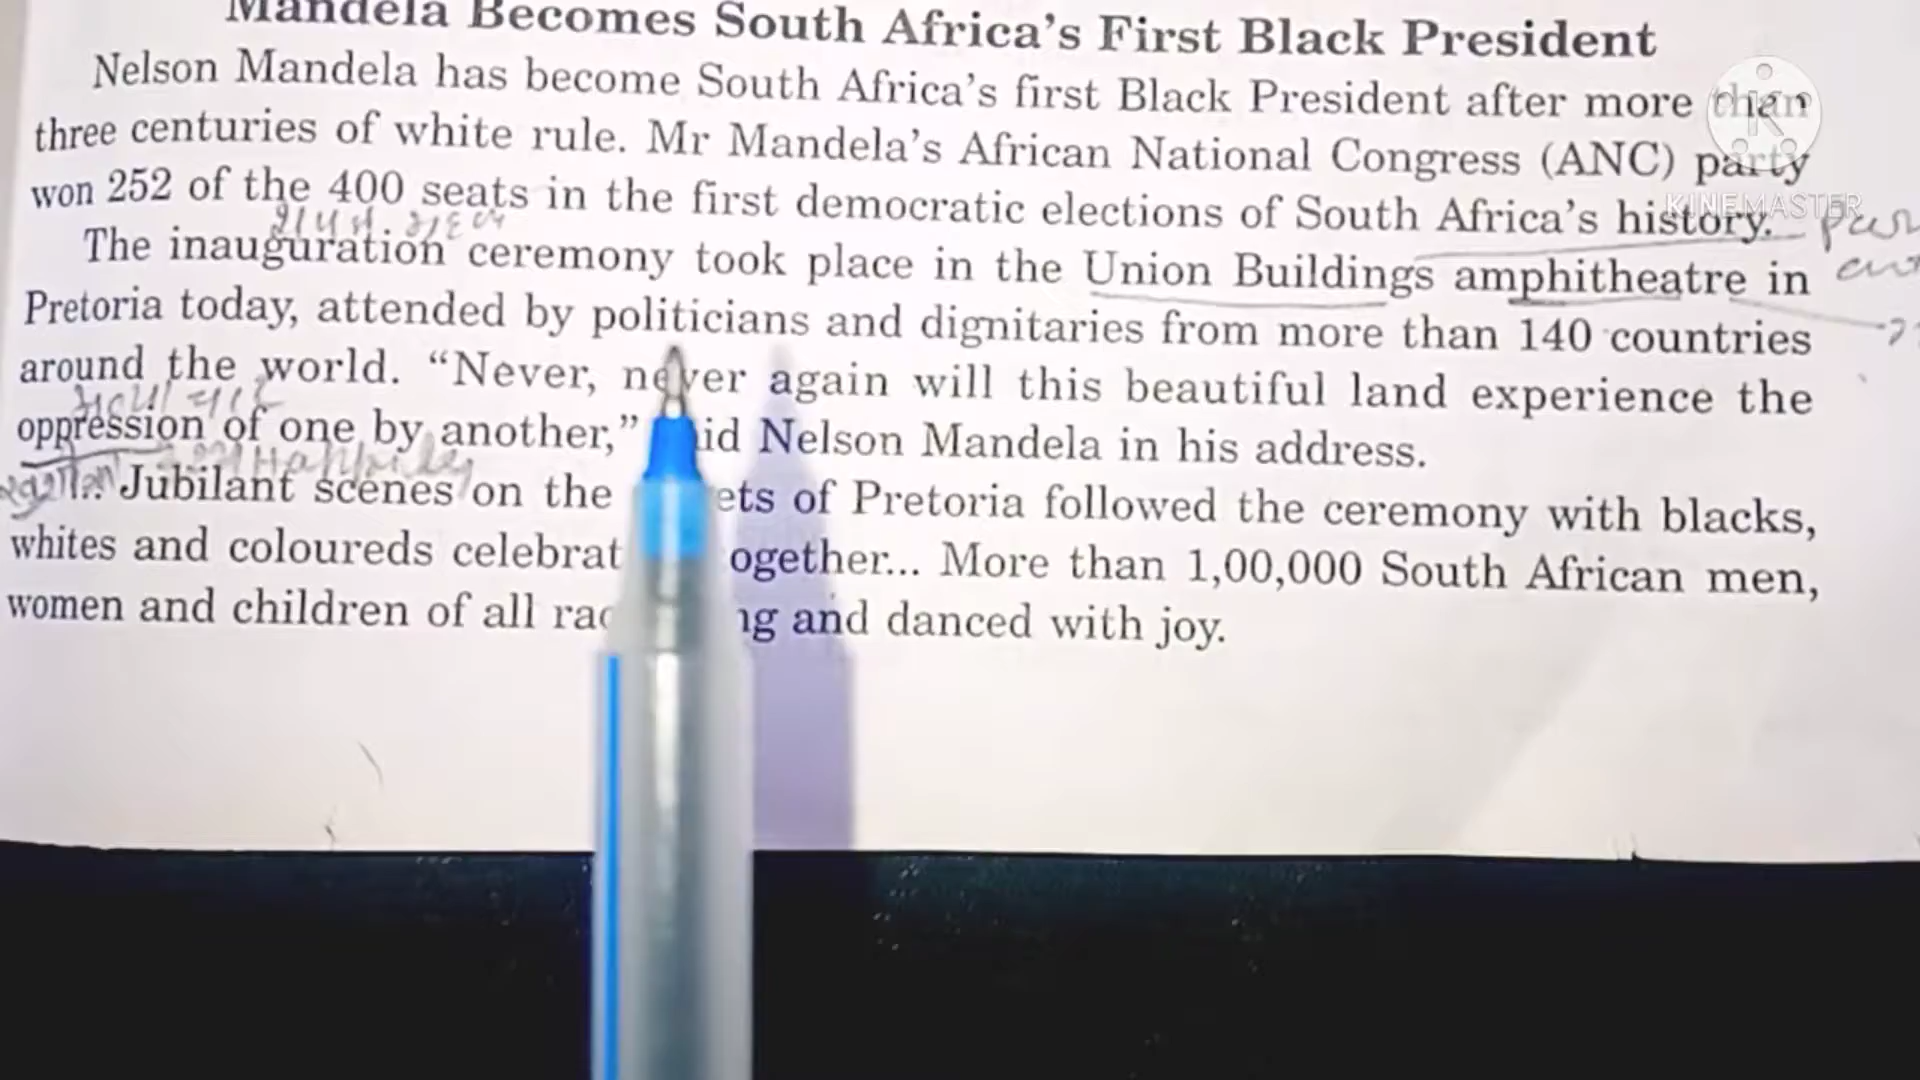 Mandela Becomes South Africa's First Black President
Nelson Mandela has become South Africa's first Black President after more than
three centuries of white rule. Mr Mandela's African National Congress (ANC) party
won 252 of the 400 seats in the first democratic elections of South Africa's history.
The inauguration ceremony took place in the Union Buildings amphitheatre in
Pretoria today, attended by politicians and dignitaries from more than 140 countries
around the world. “Never, never again will this beautiful land experience the
oppression of one by another,” Nelson Mandela in his address.
... Jubilant scenes on the of Pretoria followed the ceremony with blacks,
whites and coloureds together... More than 1,00,000 South African men,
women and children of all and danced with joy.
K
KINEMASTER